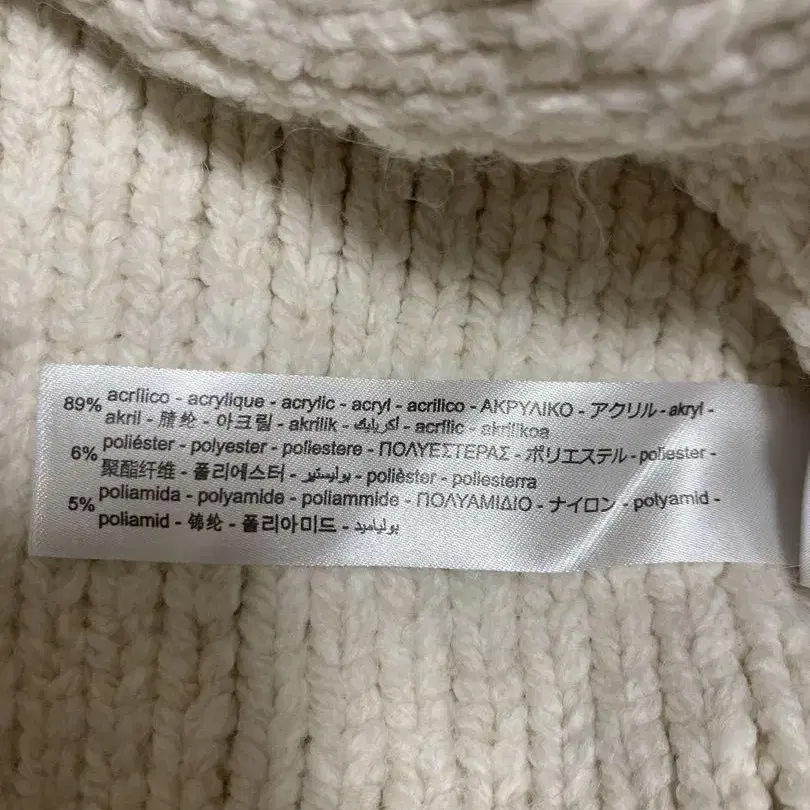 89% acrílico - acrylique - acrylic - acryl - acrilico - ΑΚΡΥΛΙΚΟ - アクリル - akryl -
akril - 腈纶 - 아크릴 - akrilik - أكريليك - acrílic - akrilikoa
6% poliéster - polyester - poliestere - ΠΟΛΥΕΣΤΕΡΑΣ - ポリエステル - poliester -
聚酯纤维 - 폴리에스터 - بوليستير - polièster - poliesterra
5% poliamida - polyamide - poliammide - ΠΟΛΥΑΜΙΔΙΟ - ナイロン - polyamid -
poliamid - 锦纶 - 폴리아미드 - بولياميد